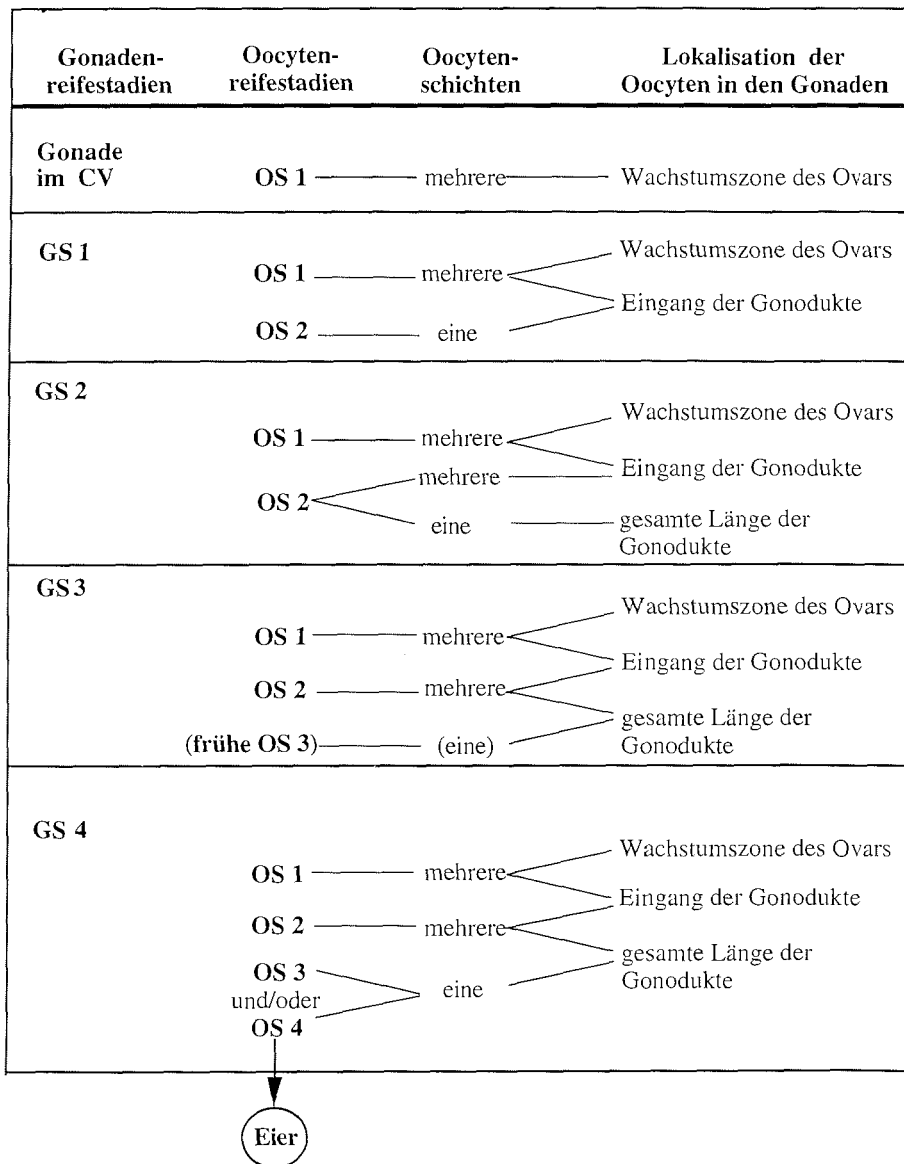 Gonaden- Oocyten- Oocyten- Lokalisation der
reifestadien reifestadien schichten Oocyten in den Gonaden
Gonade
im CV OS 1 mehrere Wachstumszone des Ovars
GS 1 Wachstumszone des Ovars
OS 1 mehrere
Eingang der Gonodukte
OS 2 eine
GS 2
Wachstumszone des Ovars
OS 1 mehrere
Eingang der Gonodukte
mehrere
OS 2
eine gesamte Länge der
Gonodukte
GS 3
Wachstumszone des Ovars
OS 1 mehrere
Eingang der Gonodukte
OS 2 mehrere
gesamte Länge der
(frühe OS 3) (eine) Gonodukte
GS 4
Wachstumszone des Ovars
OS 1 mehrere
Eingang der Gonodukte
OS 2 mehrere
gesamte Länge der
OS 3 Gonodukte
und/oder eine
OS 4
Eier